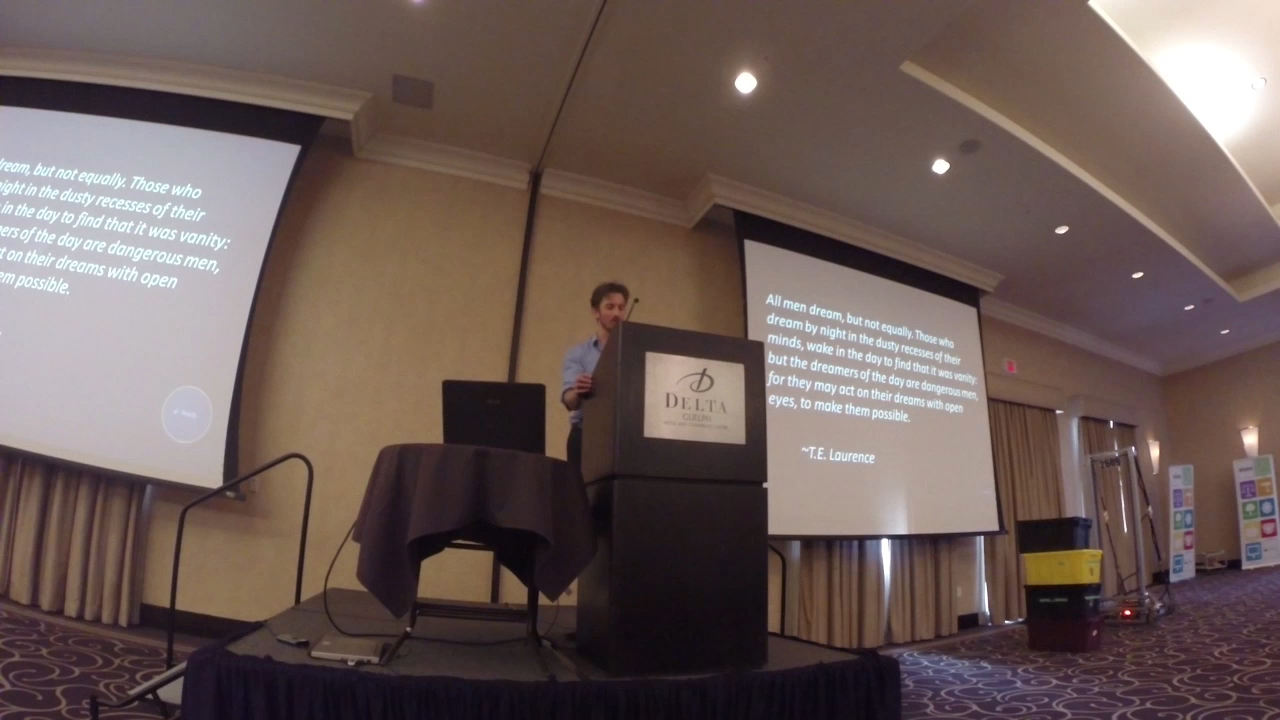 dream, but not equally. Those who
night in the dusty recesses of their
in the day to find that it was vanity:
of the day are dangerous men,
on their dreams with open
possible.
DELTA
GUELPH
All men dream, but not equally. Those who
dream by night in the dusty recesses of their
minds, wake in the day to find that it was vanity:
but the dreamers of the day are dangerous men,
for they may act on their dreams with open
eyes, to make them possible.
~T.E. Laurence